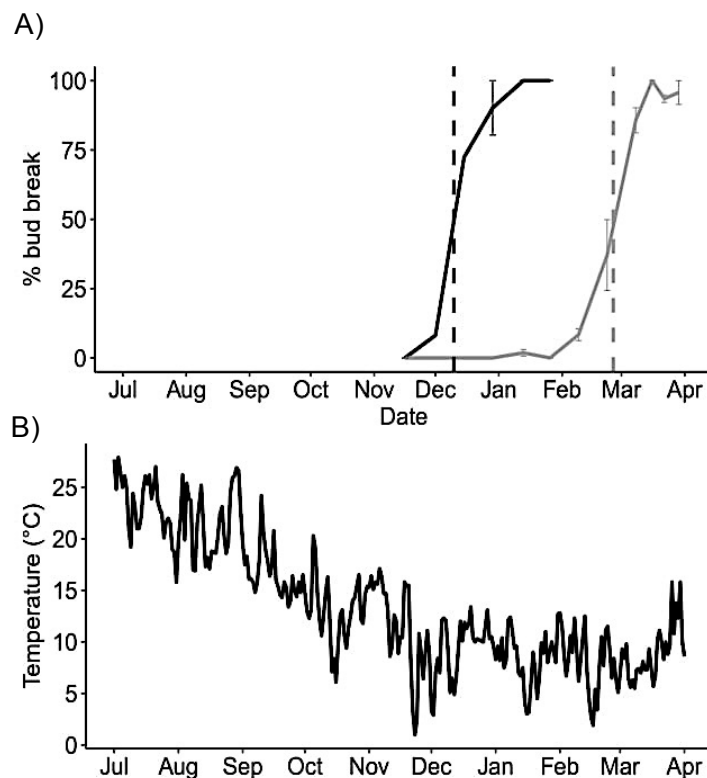 A)
100
75
50
25
0
% bud break
Jul Aug Sep Oct Nov Dec Jan Feb Mar Apr
Date
B)
25
20
15
10
5
0
Temperature (°C)
Jul Aug Sep Oct Nov Dec Jan Feb Mar Apr